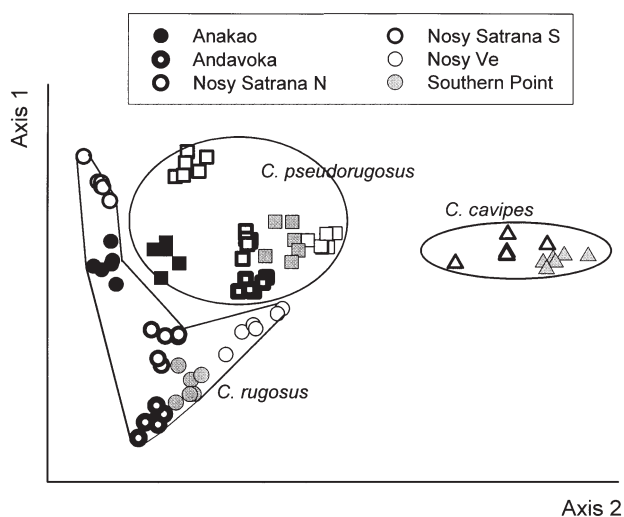 Anakao
Nosy Satrana S
Andavoka
Nosy Ve
Nosy Satrana N
Southern Point
Axis 1
C. pseudorugosus
C. cavipes
C. rugosus
Axis 2